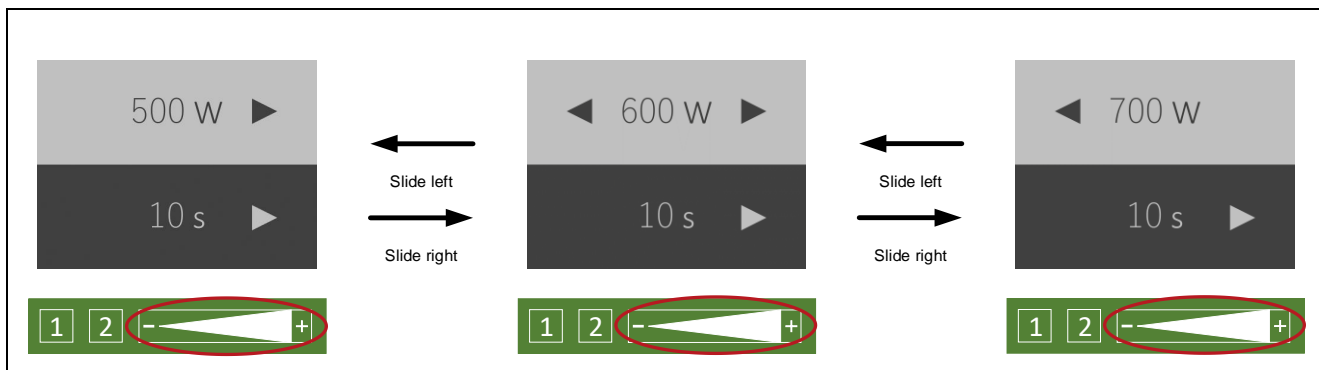 500 W ▶
◀ 600 W ▶
◀ 700 W
Slide left
Slide left
10 s ▶
10 s ▶
10 s ▶
Slide right
Slide right
1 2 - +
1 2 - +
1 2 - +